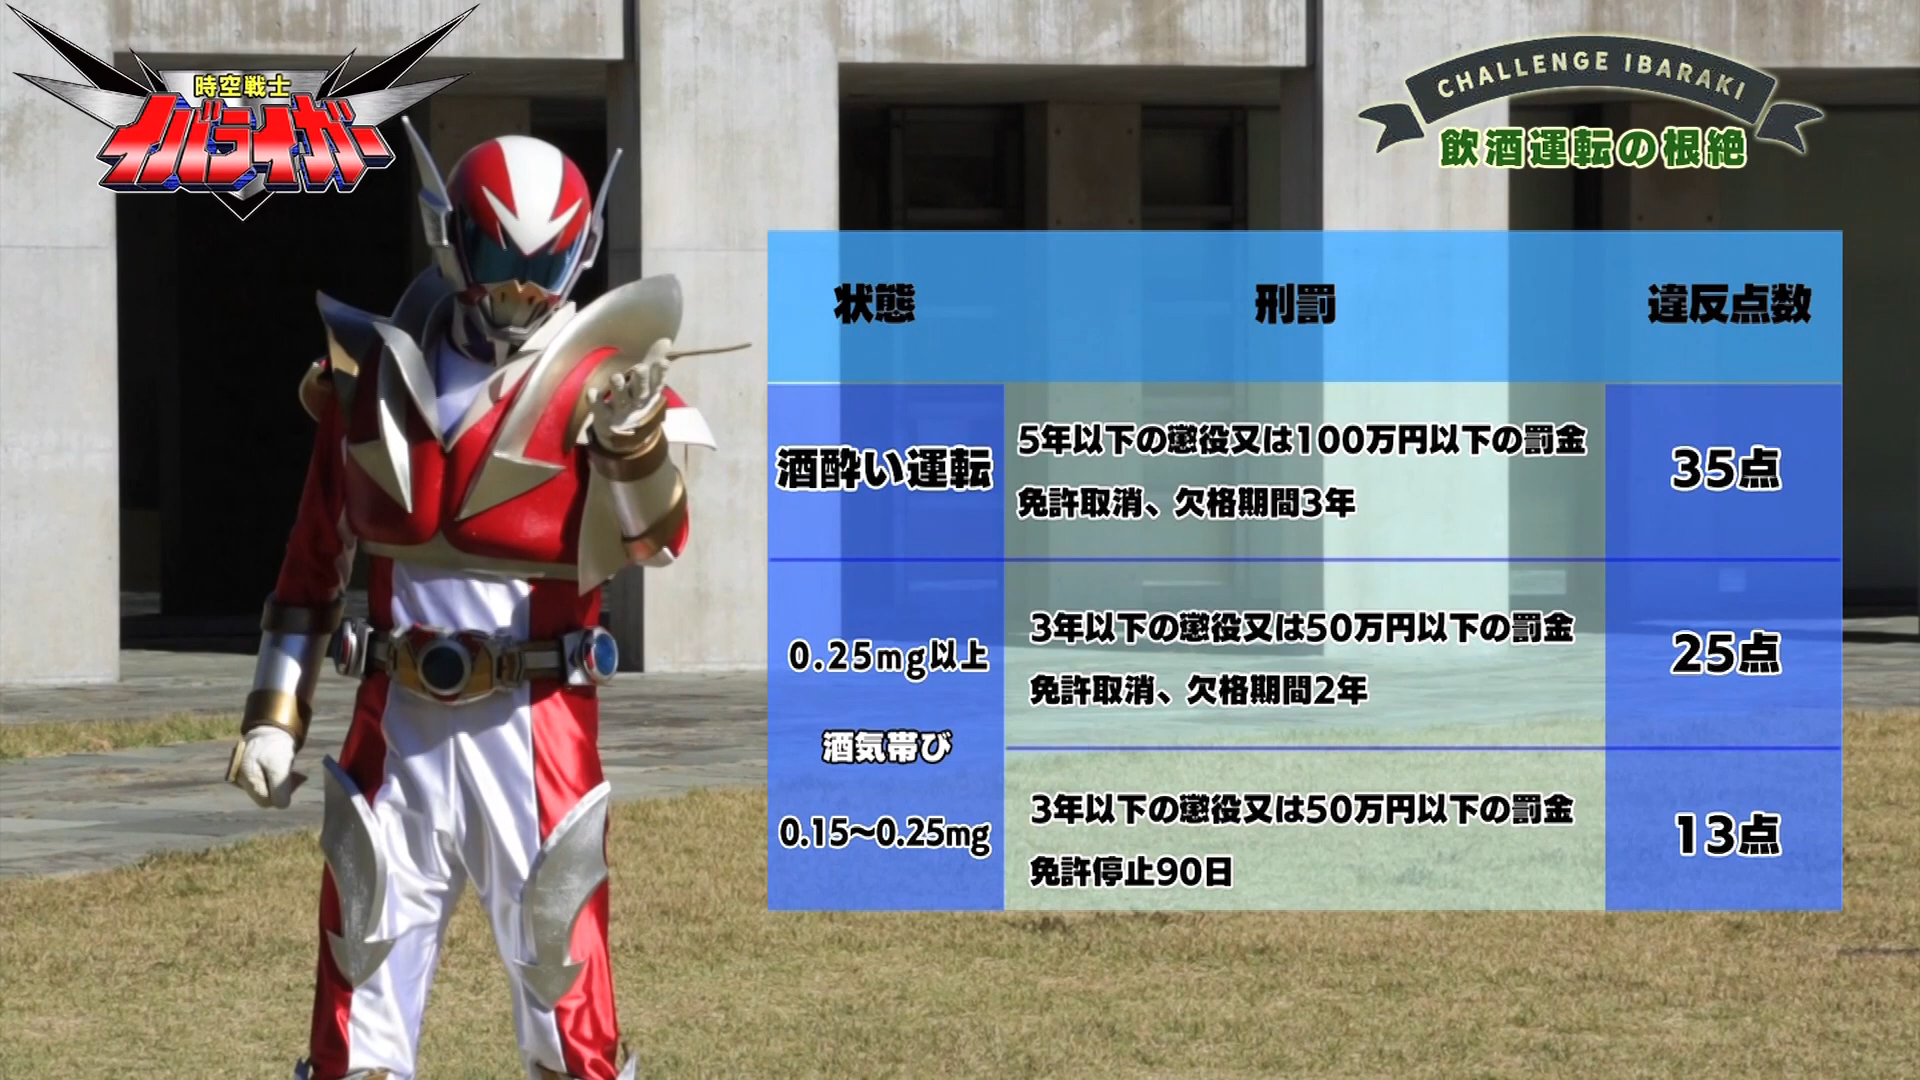 時空戦士
イバライガー
CHALLENGE IBARAKI
飲酒運転の根絶
状態
刑罰
違反点数
酒酔い運転
5年以下の懲役又は100万円以下の罰金
免許取消、欠格期間3年
35点
0.25mg以上
3年以下の懲役又は50万円以下の罰金
免許取消、欠格期間2年
25点
酒気帯び
0.15～0.25mg
3年以下の懲役又は50万円以下の罰金
免許停止90日
13点